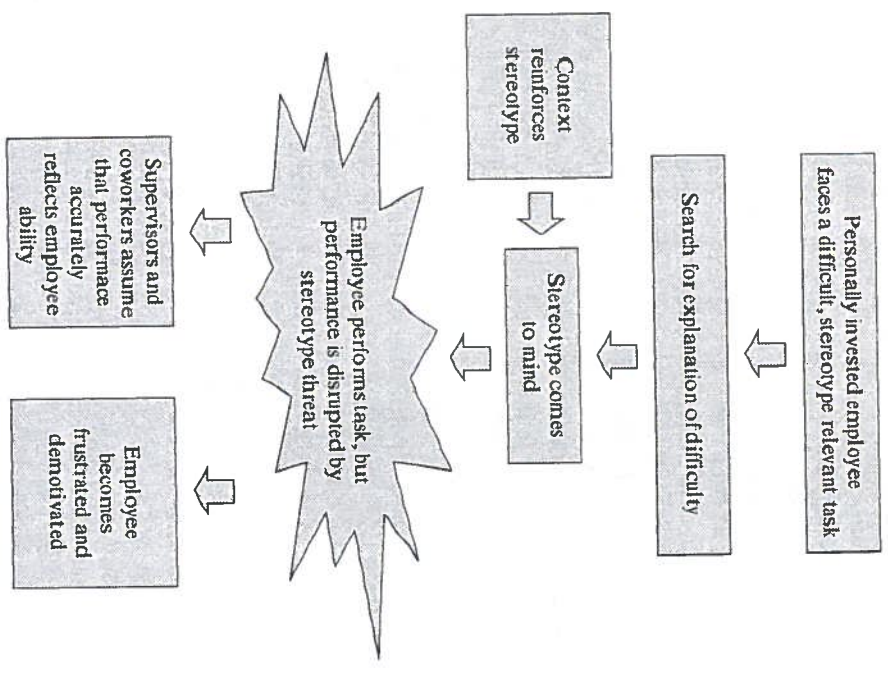 Personally invested employee
faces a difficult, stereotype relevant task
Search for explanation of difficulty
Context
reinforces
stereotype
Stereotype comes
to mind
Employee performs task, but
performance is disrupted by
stereotype threat
Supervisors and
coworkers assume
that performace
accurately
reflects employee
ability
Employee
becomes
frustrated and
demotivated